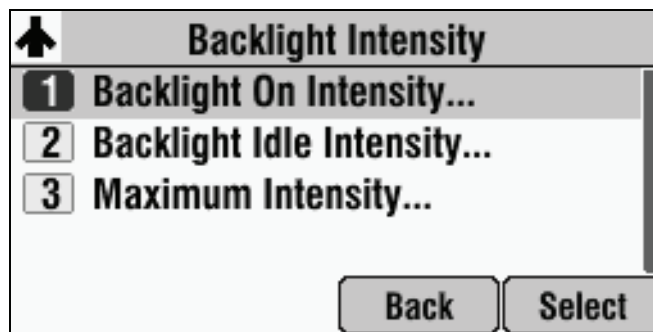 Backlight Intensity
1 Backlight On Intensity...
2 Backlight Idle Intensity...
3 Maximum Intensity...
Back Select